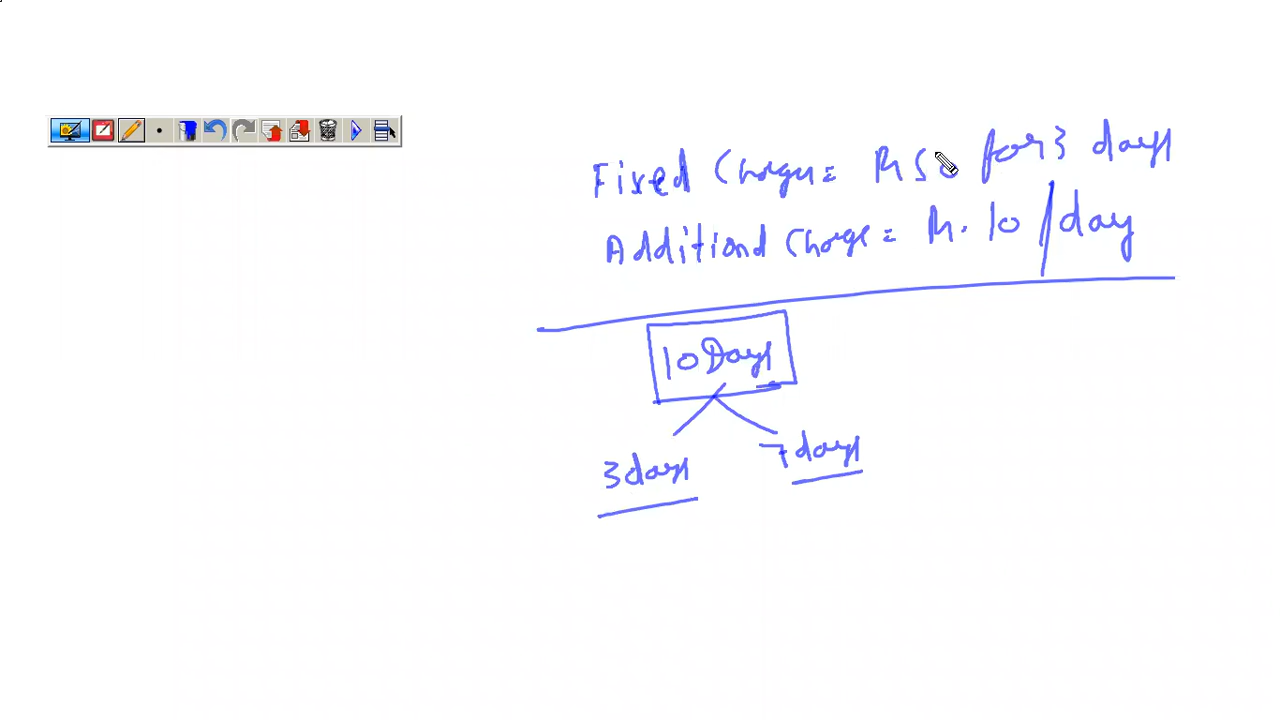 Fixed Charge = Rs 50 for 3 days
Additional Charge = Rs. 10 / day
10 Days
3 days 7 days